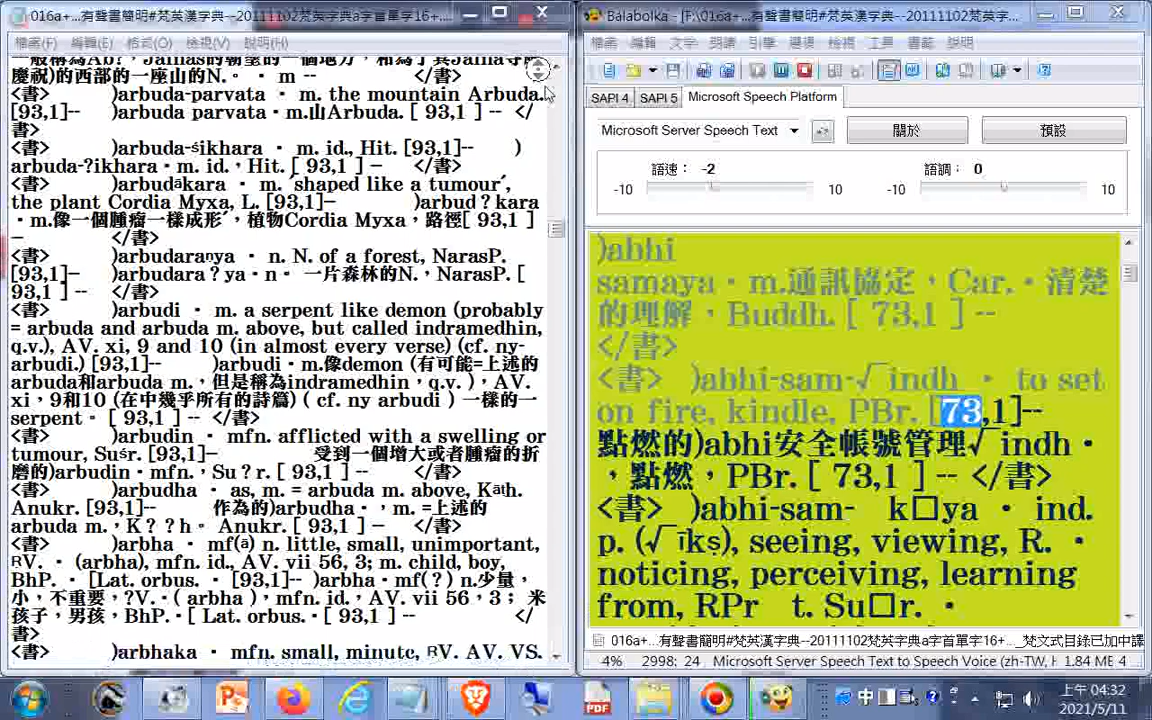 016a+...有聲書簡明#梵英漢字典--20111102梵英字典a字首單字16+...
檔案(F) 編輯(E) 格式(O) 檢視(V) 說明(H)
慶祝)的西部的一座山的N.。 · m -- </書>
<書> )arbuda-parvata · m. the mountain Arbuda.
[93,1]-- )arbuda parvata · m.山Arbuda. [ 93,1 ] -- </
書>
<書> )arbuda-śikhara · m. id., Hit. [93,1]-- )
arbuda-?ikhara · m. id. , Hit. [ 93,1 ] -- </書>
<書> )arbudākara · m. ´shaped like a tumour´,
the plant Cordia Myxa, L. [93,1]-- )arbud ? kara
· m.像一個腫瘤一樣成形´，植物Cordia Myxa，路徑[ 93,1 ]
-- </書>
<書> )arbudaraṇya · n. N. of a forest, NarasP.
[93,1]-- )arbudara ? ya · n。 一片森林的N.，NarasP. [
93,1 ] -- </書>
<書> )arbudi · m. a serpent like demon (probably
= arbuda and arbuda m. above, but called indramedhin,
q.v.), AV. xi, 9 and 10 (in almost every verse) (cf. ny-
arbudi.) [93,1]-- )arbudi · m.像demon (有可能=上述的
arbuda和arbuda m.，但是稱為indramedhin，q.v. )，AV.
xi，9和10 (在中幾乎所有的詩篇) ( cf. ny arbudi ) 一樣的一
serpent。[ 93,1 ] -- </書>
<書> )arbudin · mfn. afflicted with a swelling or
tumour, Suśr. [93,1]-- 受到一個增大或者腫瘤的折
磨的)arbudin · mfn.，Su ? r. [ 93,1 ] -- </書>
<書> )arbudha · as, m. = arbuda m. above, Kāṭh.
Anukr. [93,1]-- 作為的)arbudha，m. =上述的
arbuda m.，K ? ? h。 Anukr. [ 93,1 ] -- </書>
<書> )arbha · mf(ā) n. little, small, unimportant,
RV. · (arbha), mfn. id., AV. vii 56, 3; m. child, boy,
BhP. · [Lat. orbus. · [93,1]-- )arbha · mf( ? ) n.少量，
小，不重要，?V. · ( arbha )，mfn. id.，AV. vii 56，3； 米
孩子，男孩，BhP. · [ Lat. orbus. · [ 93,1 ] -- </
書>
<書> )arbhaka · mfn. small, minute, RV. AV. VS.
Balabolka - [F:\016a+...有聲書簡明#梵英漢字典--20111102梵英字...
檔案 編輯 文字 朗讀 引擎 選項 檢視 工具 書籤 說明
SAPI 4 SAPI 5 Microsoft Speech Platform
Microsoft Server Speech Text 關於 預設
語速： -2 語調： 0
-10 10 -10 10
)abhi
samaya · m.通訊協定，Car. · 清楚
的理解，Buddh. [ 73,1 ] --
</書>
<書> )abhi-sam-√indh · to set
on fire, kindle, PBr. [73,1]--
點燃的)abhi安全帳號管理√indh ·
，點燃，PBr. [ 73,1 ] -- </書>
<書> )abhi-sam- k□ya · ind.
p. (√īkṣ), seeing, viewing, R. ·
noticing, perceiving, learning
from, RPr t. Su□r. ·
016a+...有聲書簡明#梵英漢字典--20111102梵英字典a字首單字16+..._梵文式目錄已加中譯
4% 2998: 24 Microsoft Server Speech Text to Speech Voice (zh-TW, H 1.84 MB 4
中 上午 04:32
2021/5/11